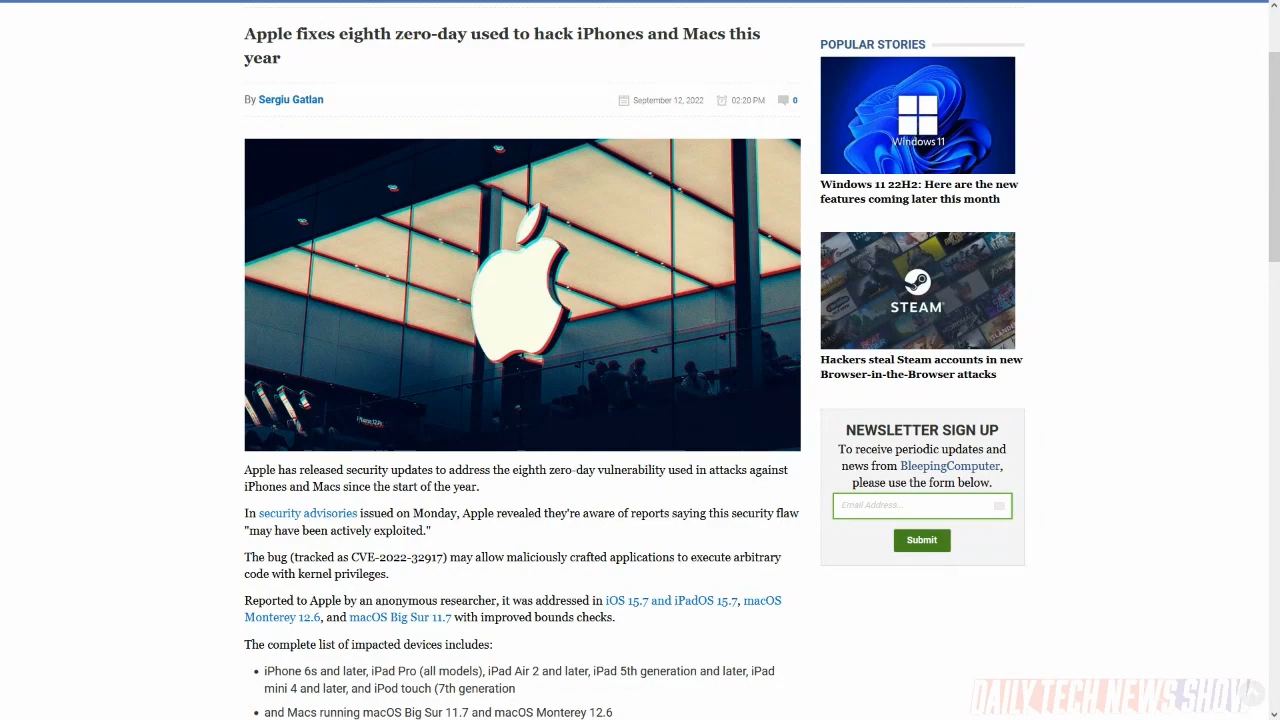 Apple fixes eighth zero-day used to hack iPhones and Macs this
year
By Sergiu Gatlan
September 12, 2022
02:20 PM
0
iPhone 12 Pro
Apple has released security updates to address the eighth zero-day vulnerability used in attacks against
iPhones and Macs since the start of the year.
In security advisories issued on Monday, Apple revealed they're aware of reports saying this security flaw
"may have been actively exploited."
The bug (tracked as CVE-2022-32917) may allow maliciously crafted applications to execute arbitrary
code with kernel privileges.
Reported to Apple by an anonymous researcher, it was addressed in iOS 15.7 and iPadOS 15.7, macOS
Monterey 12.6, and macOS Big Sur 11.7 with improved bounds checks.
The complete list of impacted devices includes:
• iPhone 6s and later, iPad Pro (all models), iPad Air 2 and later, iPad 5th generation and later, iPad
mini 4 and later, and iPod touch (7th generation
• and Macs running macOS Big Sur 11.7 and macOS Monterey 12.6
POPULAR STORIES
Windows 11
Windows 11 22H2: Here are the new
features coming later this month
STEAM
Hackers steal Steam accounts in new
Browser-in-the-Browser attacks
NEWSLETTER SIGN UP
To receive periodic updates and
news from BleepingComputer,
please use the form below.
Email Address...
Submit
DAILY TECH NEWS SHOW